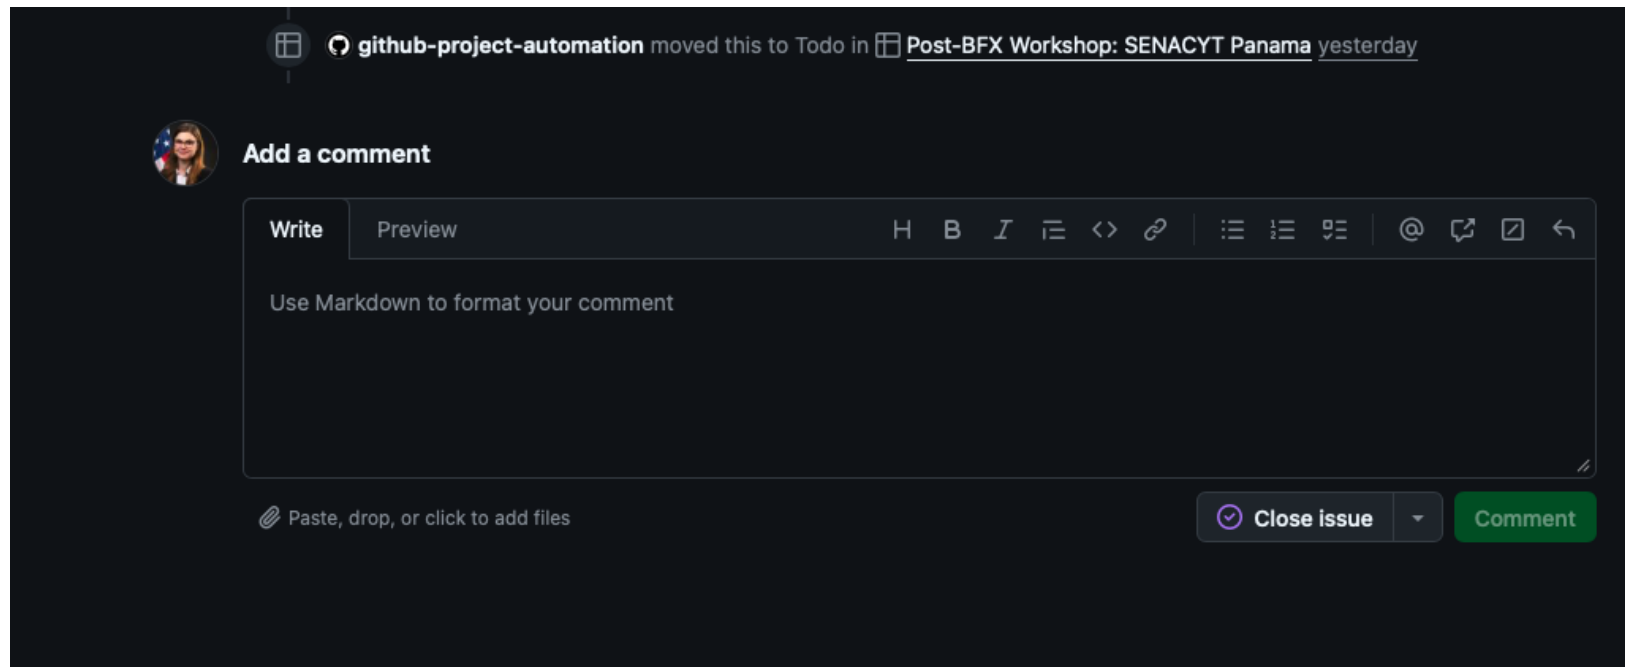 github-project-automation moved this to Todo in Post-BFX Workshop: SENACYT Panama yesterday
Add a comment
Write Preview
Use Markdown to format your comment
Paste, drop, or click to add files
Close issue Comment